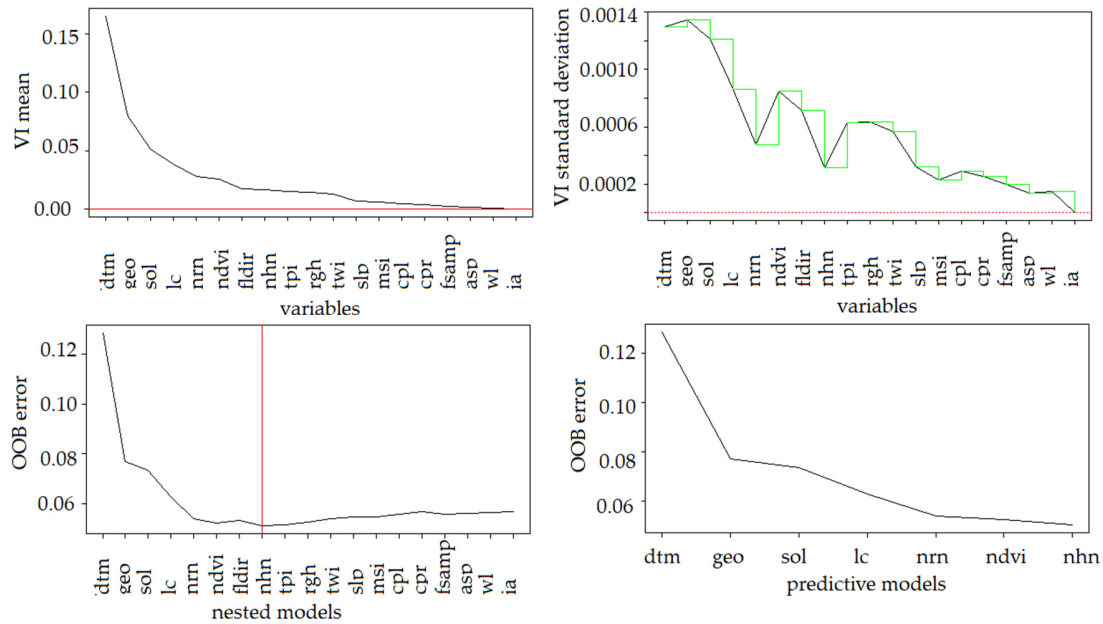 VI mean
0.15
0.10
0.05
0.00
dtm geo sol lc nrn ndvi fldir nhn tpi rgh twi slp msi cpl cpr fsamp asp wl ia
variables
VI standard deviation
0.0014
0.0010
0.0006
0.0002
dtm geo sol lc nrn ndvi fldir nhn tpi rgh twi slp msi cpl cpr fsamp asp wl ia
variables
OOB error
0.12
0.10
0.08
0.06
dtm geo sol lc nrn ndvi fldir nhn tpi rgh twi slp msi cpl cpr fsamp asp wl ia
nested models
OOB error
0.12
0.10
0.08
0.06
dtm geo sol lc nrn ndvi nhn
predictive models